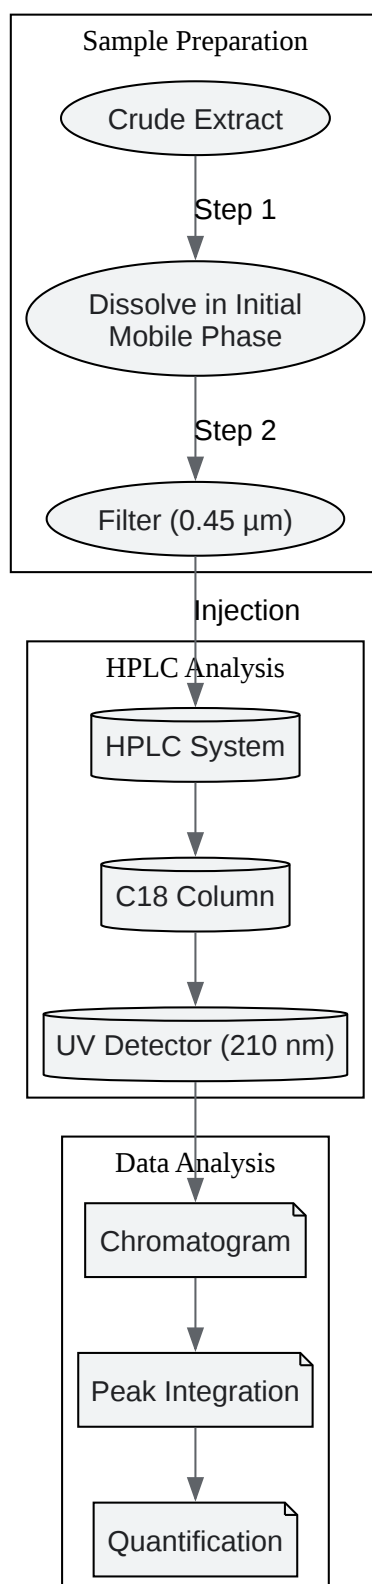 Sample Preparation
Crude Extract
Step 1
Dissolve in Initial
Mobile Phase
Step 2
Filter (0.45 µm)
Injection
HPLC Analysis
HPLC System
C18 Column
UV Detector (210 nm)
Data Analysis
Chromatogram
Peak Integration
Quantification